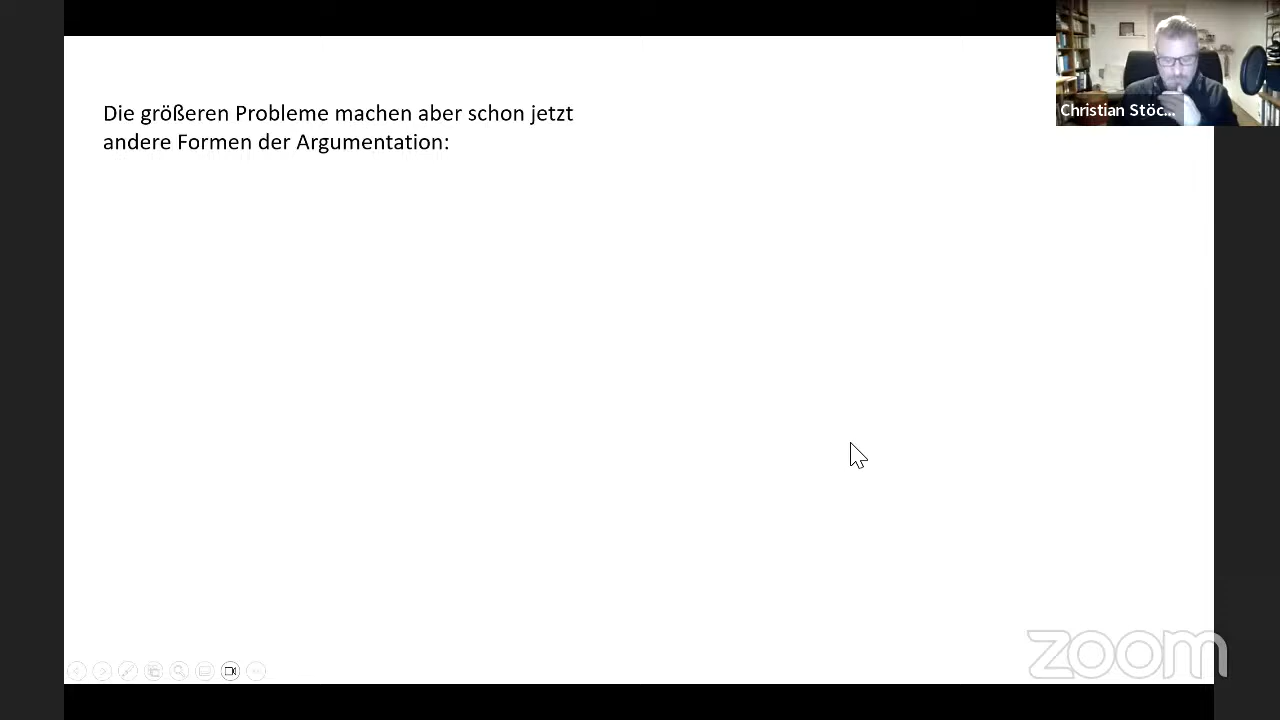 Die größeren Probleme machen aber schon jetzt
andere Formen der Argumentation:
Christian Stöc...
zoom